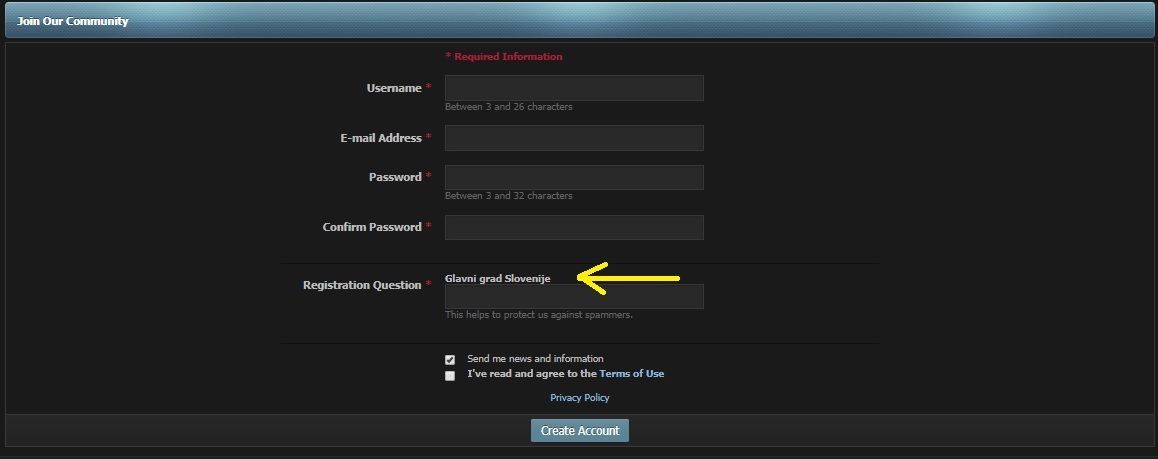 Join Our Community
* Required Information
Username *
Between 3 and 26 characters
E-mail Address *
Password *
Between 3 and 32 characters
Confirm Password *
Glavni grad Slovenije
Registration Question *
This helps to protect us against spammers.
Send me news and information
I've read and agree to the Terms of Use
Privacy Policy
Create Account